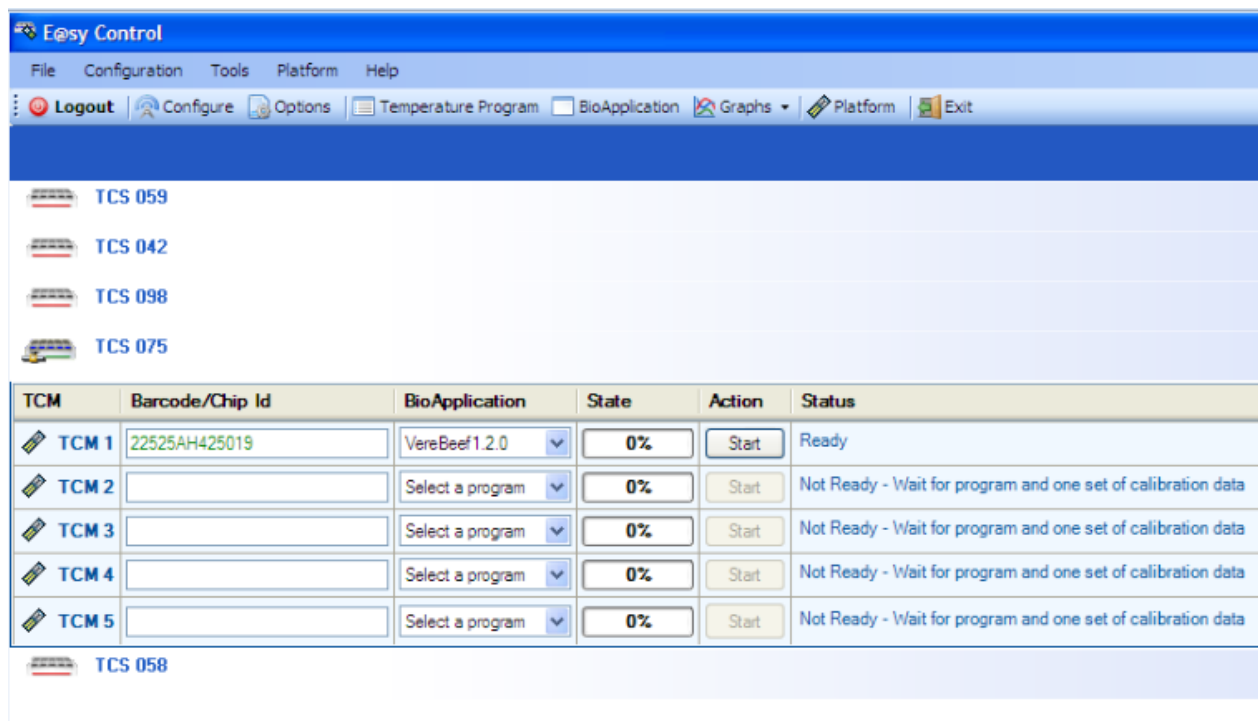 E@sy Control
File Configuration Tools Platform Help
Logout Configure Options Temperature Program BioApplication Graphs Platform Exit
TCS 059
TCS 042
TCS 098
TCS 075
TCM Barcode/Chip Id BioApplication State Action Status
TCM 1 22525AH425019 VereBeef1.2.0 0% Start Ready
TCM 2 Select a program 0% Start Not Ready - Wait for program and one set of calibration data
TCM 3 Select a program 0% Start Not Ready - Wait for program and one set of calibration data
TCM 4 Select a program 0% Start Not Ready - Wait for program and one set of calibration data
TCM 5 Select a program 0% Start Not Ready - Wait for program and one set of calibration data
TCS 058